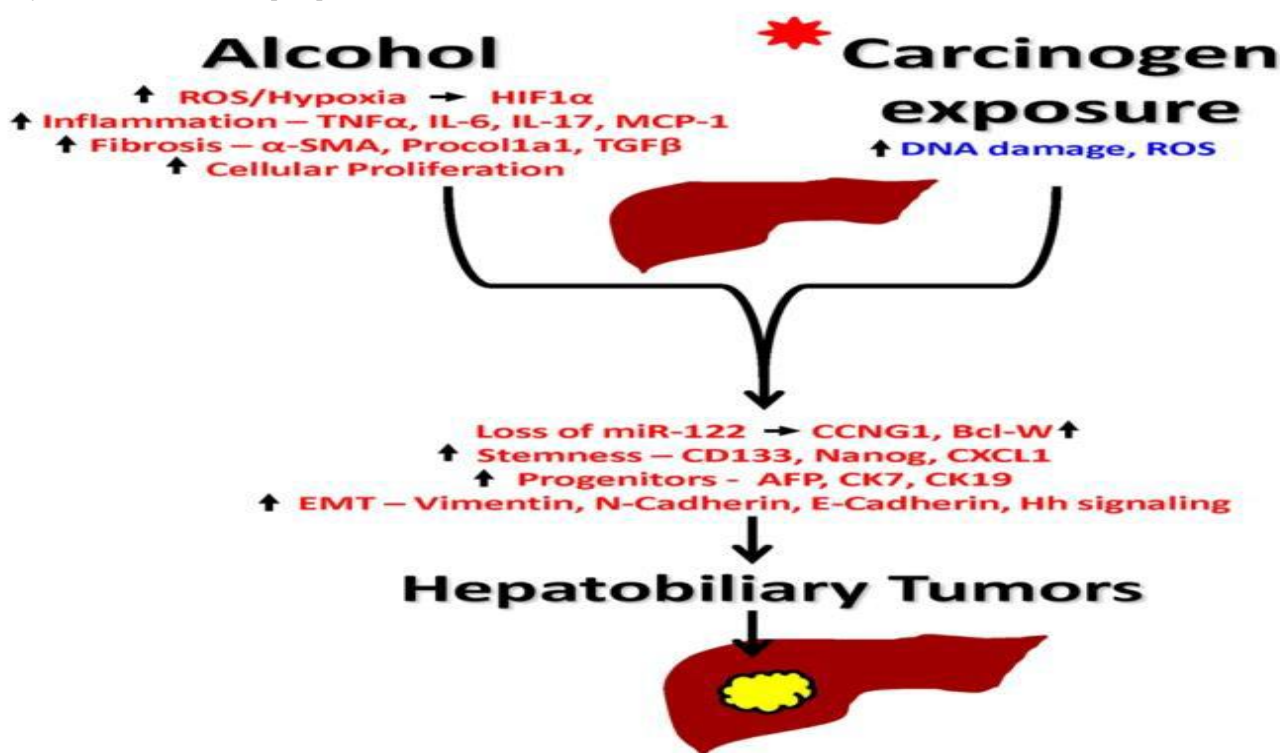 Alcohol
⬆ ROS/Hypoxia → HIF1α
⬆ Inflammation – TNFα, IL-6, IL-17, MCP-1
⬆ Fibrosis – α-SMA, Procol1a1, TGFβ
⬆ Cellular Proliferation
Carcinogen
exposure
⬆ DNA damage, ROS
Loss of miR-122 → CCNG1, Bcl-W ⬆
⬆ Stemness – CD133, Nanog, CXCL1
⬆ Progenitors - AFP, CK7, CK19
⬆ EMT – Vimentin, N-Cadherin, E-Cadherin, Hh signaling
Hepatobiliary Tumors